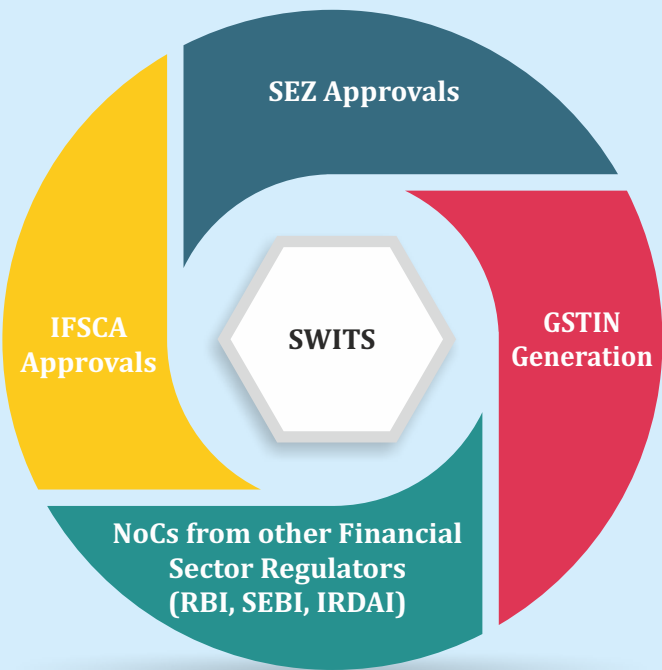 SEZ Approvals
IFSCA
Approvals
SWITS
GSTIN
Generation
NoCs from other Financial
Sector Regulators
(RBI, SEBI, IRDAI)